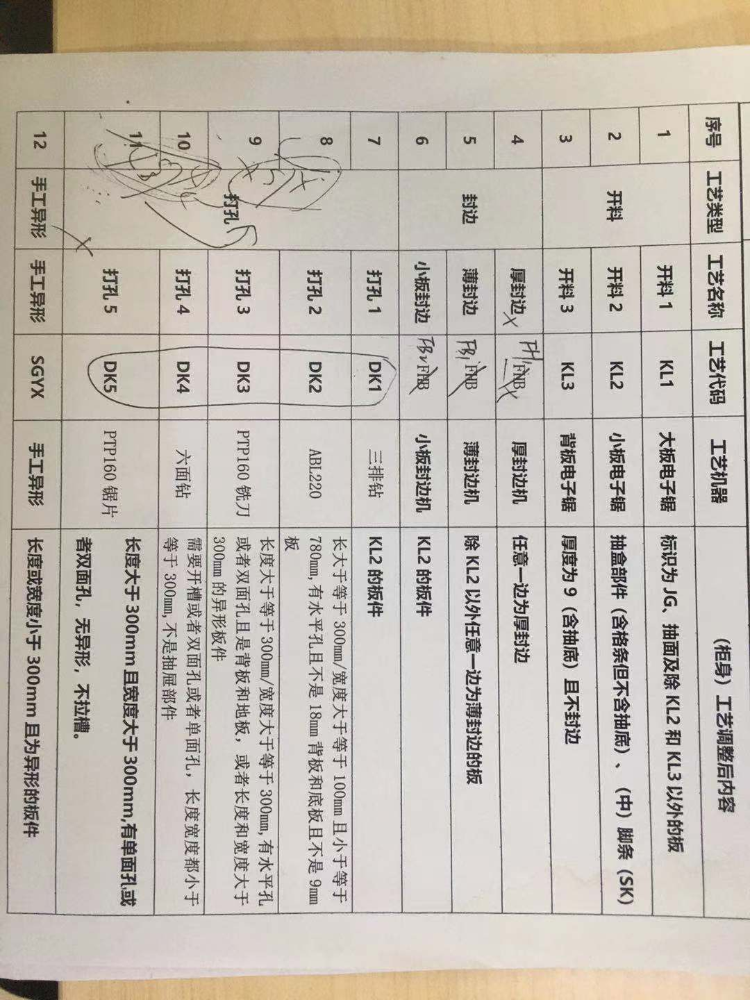 序号 工艺类型 工艺名称 工艺代码 工艺机器 （柜身）工艺调整后内容
1 开料 开料 1 KL1 大板电子锯 标识为 JG、抽面及除 KL2 和 KL3 以外的板
2 开料 2 KL2 小板电子锯 抽盒部件（含格条但不含抽底）、（中）脚条（SK）
3 开料 3 KL3 背板电子锯 厚度为 9（含抽底）且不封边
4 封边 厚封边 FH1 FNB 厚封边机 任意一边为厚封边
5 薄封边 FB1 FNB 薄封边机 除 KL2 以外任意一边为薄封边的板
6 小板封边 FB2 FNB 小板封边机 KL2 的板件
7 打孔 打孔 1 DK1 三排钻 KL2 的板件
8 打孔 2 DK2 ABL220 长大于等于 300mm/宽度大于等于 100mm 且小于等于
780mm,有水平孔且不是 18mm 背板和底板且不是 9mm
板
9 打孔 3 DK3 PTP160 铣刀 长度大于等于 300mm/宽度大于等于 300mm,有水平孔
或者双面孔且是背板和地板，或者长度和宽度大于
300mm 的异形板件
10 打孔 4 DK4 六面钻 需要开槽或者双面孔或者单面孔，长度宽度都小于
等于 300mm,不是抽屉部件
11 打孔 5 DK5 PTP160 锯片 长度大于 300mm 且宽度大于 300mm,有单面孔或
者双面孔，无异形，不拉槽。
12 手工异形 手工异形 SGYX 手工异形 长度或宽度小于 300mm 且为异形的板件